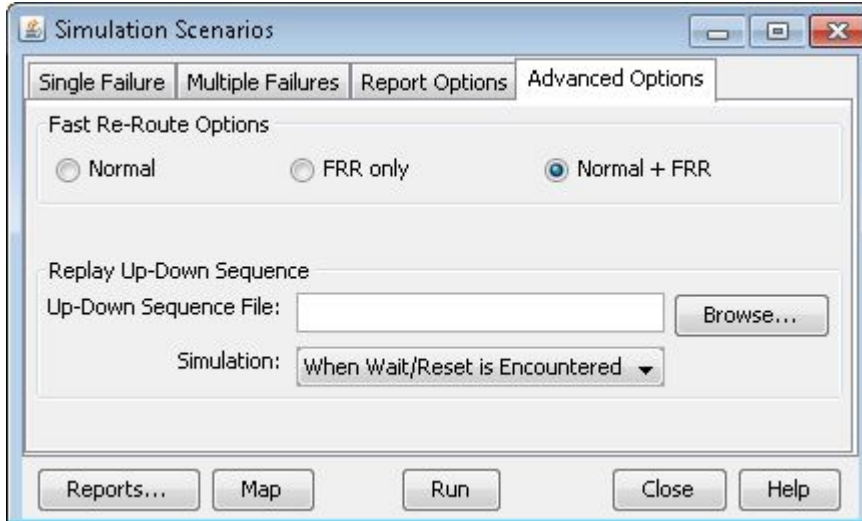 Simulation Scenarios
Single Failure Multiple Failures Report Options Advanced Options
Fast Re-Route Options
Normal FRR only Normal + FRR
Replay Up-Down Sequence
Up-Down Sequence File: Browse...
Simulation: When Wait/Reset is Encountered
Reports... Map Run Close Help